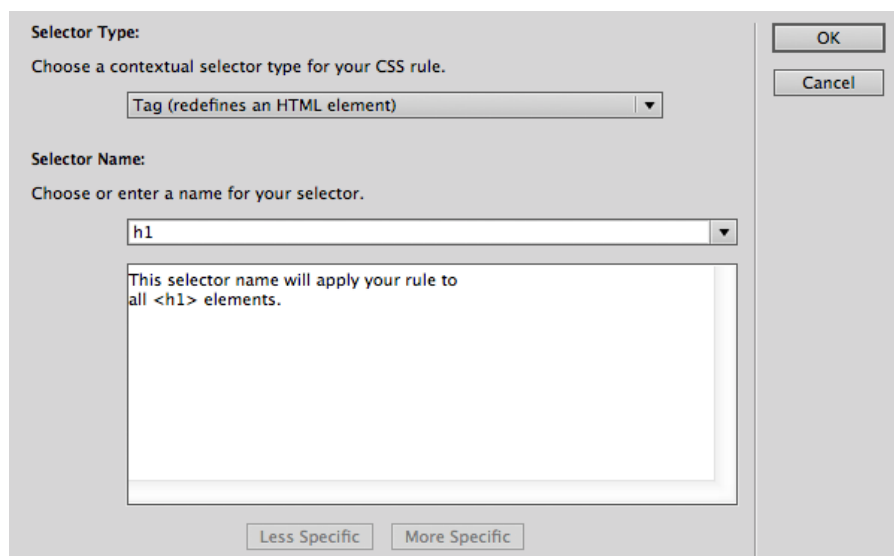 Selector Type:
OK
Choose a contextual selector type for your CSS rule.
Cancel
Tag (redefines an HTML element)
Selector Name:
Choose or enter a name for your selector.
h1
This selector name will apply your rule to
all <h1> elements.
Less Specific
More Specific